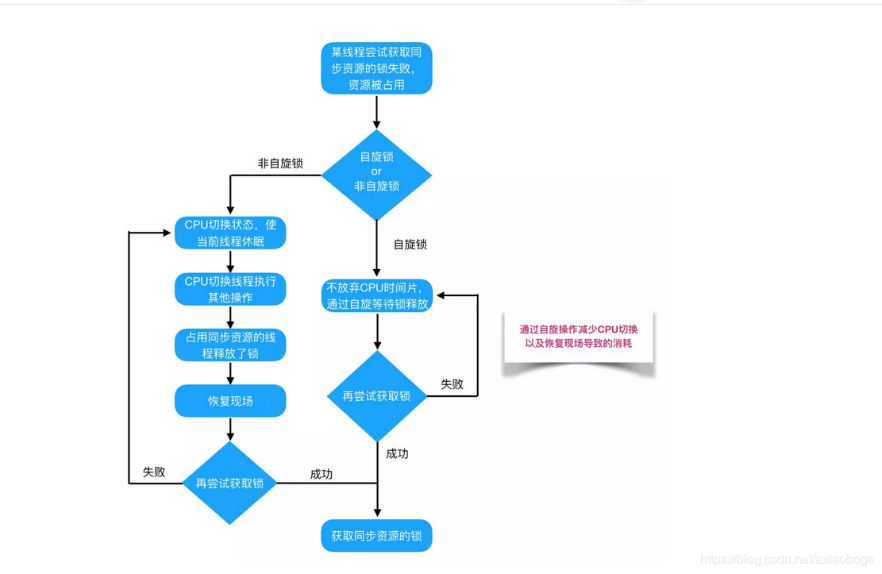 某线程尝试获取同
步资源的锁失败，
资源被占用
自旋锁
or
非自旋锁
非自旋锁
CPU切换状态，使
当前线程休眠
自旋锁
CPU切换线程执行
其他操作
不放弃CPU时间片，
通过自旋等待锁释放
通过自旋操作减少CPU切换
以及恢复现场导致的消耗
占用同步资源的线
程释放了锁
恢复现场
再尝试获取锁
失败
成功
失败
再尝试获取锁
成功
获取同步资源的锁
https://blog.csdn.net/axiaoboge